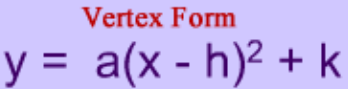 Vertex Form
y = a(x - h)² + k